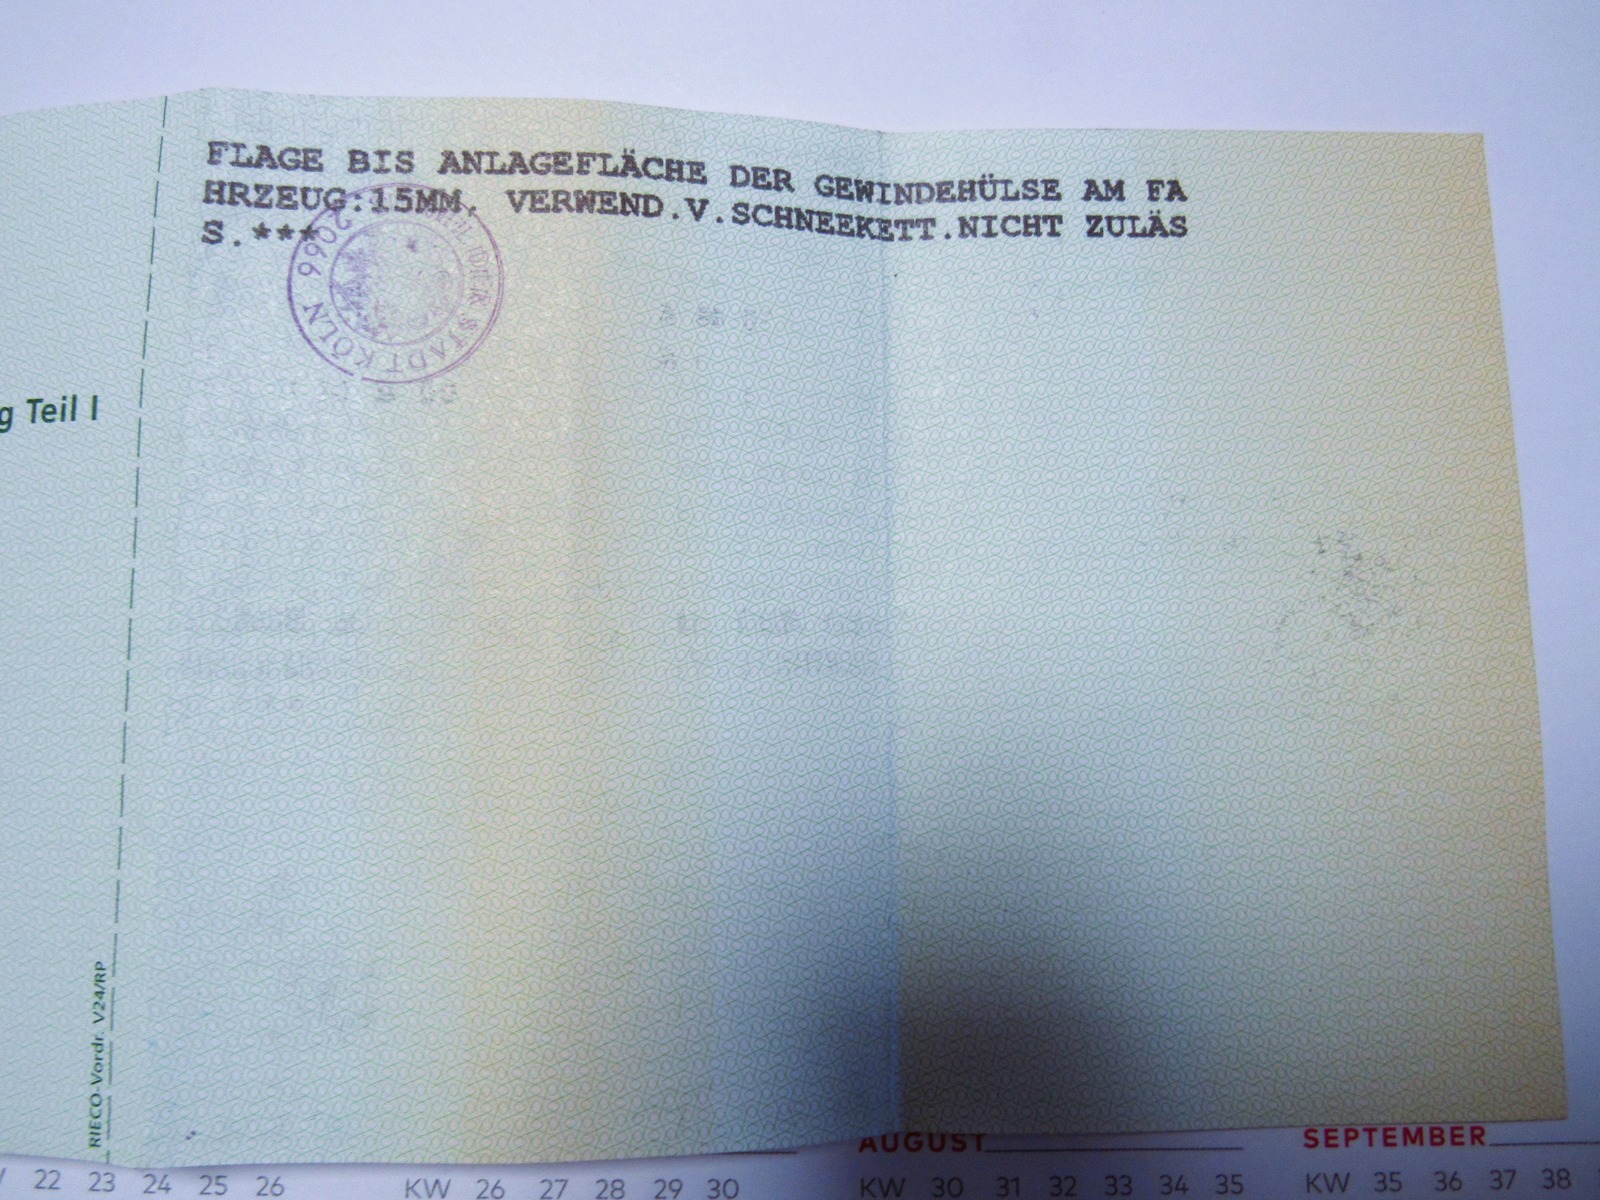 FLAGE BIS ANLAGEFLÄCHE DER GEWINDEHÜLSE AM FA
HRZEUG:15MM, VERWEND.V.SCHNEEKETT.NICHT ZULÄS
S.***
DER STADT KÖLN
2066
g Teil I
RIECO-Vordr. V24/RP
AUGUST
SEPTEMBER
22 23 24 25 26
KW 26 27 28 29 30
KW 30 31 32 33 34 35
KW 35 36 37 38